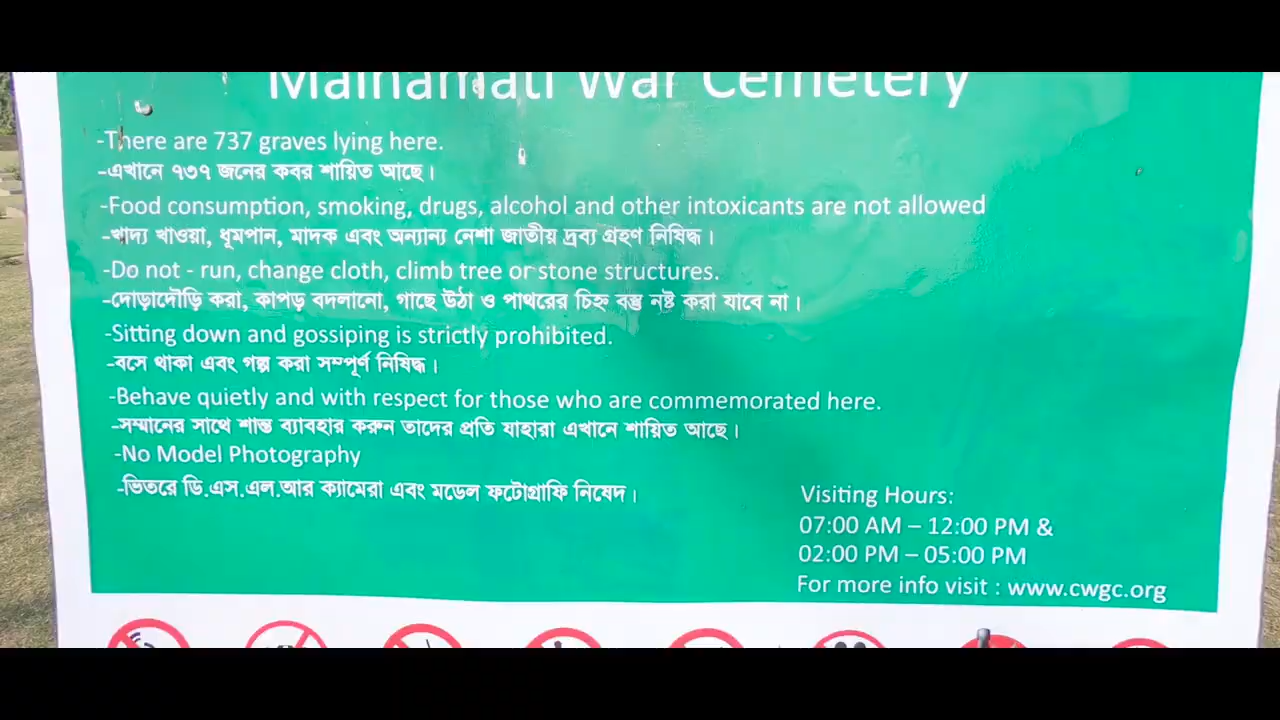 Mainamati War Cemetery
-There are 737 graves lying here.
-এখানে ৭৩৭ জনের কবর শায়িত আছে।
-Food consumption, smoking, drugs, alcohol and other intoxicants are not allowed
-খাদ্য খাওয়া, ধূমপান, মাদক এবং অন্যান্য নেশা জাতীয় দ্রব্য গ্রহণ নিষিদ্ধ।
-Do not - run, change cloth, climb tree or stone structures.
-দোড়াদৌড়ি করা, কাপড় বদলানো, গাছে উঠা ও পাথরের চিহ্ন বস্তু নষ্ট করা যাবে না।
-Sitting down and gossiping is strictly prohibited.
-বসে থাকা এবং গল্প করা সম্পূর্ণ নিষিদ্ধ।
-Behave quietly and with respect for those who are commemorated here.
-সম্মানের সাথে শান্ত ব্যাবহার করুন তাদের প্রতি যাহারা এখানে শায়িত আছে।
-No Model Photography
-ভিতরে ডি.এস.এল.আর ক্যামেরা এবং মডেল ফটোগ্রাফি নিষেদ।
Visiting Hours:
07:00 AM – 12:00 PM &
02:00 PM – 05:00 PM
For more info visit : www.cwgc.org